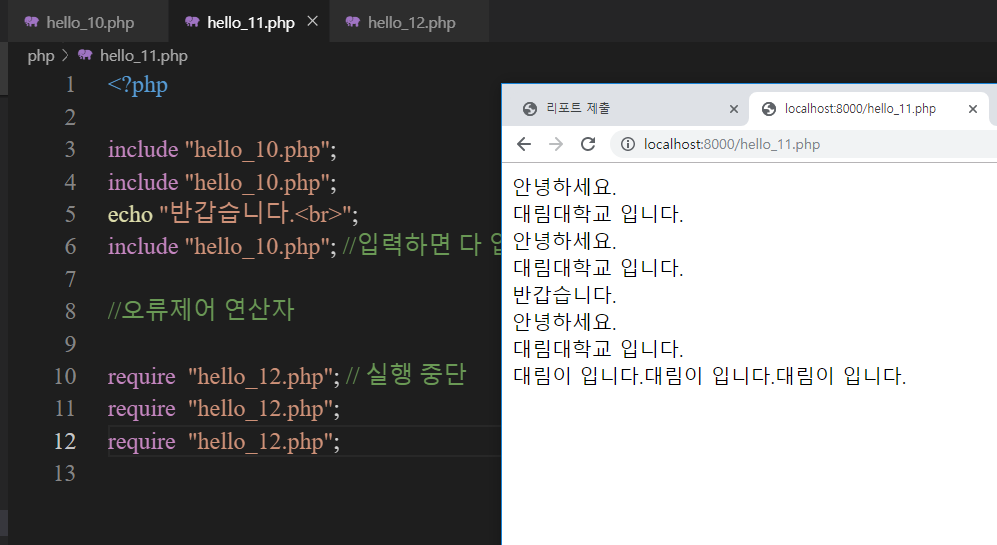 hello_10.php hello_11.php hello_12.php
php hello_11.php
1 <?php
2
3 include "hello_10.php";
4 include "hello_10.php";
5 echo "반갑습니다.<br>";
6 include "hello_10.php"; //입력하면 다
7
8 //오류제어 연산자
9
10 require "hello_12.php"; // 실행 중단
11 require "hello_12.php";
12 require "hello_12.php";
13
리포트 제출 localhost:8000/hello_11.php
localhost:8000/hello_11.php
안녕하세요.
대림대학교 입니다.
안녕하세요.
대림대학교 입니다.
반갑습니다.
안녕하세요.
대림대학교 입니다.
대림이 입니다.대림이 입니다.대림이 입니다.